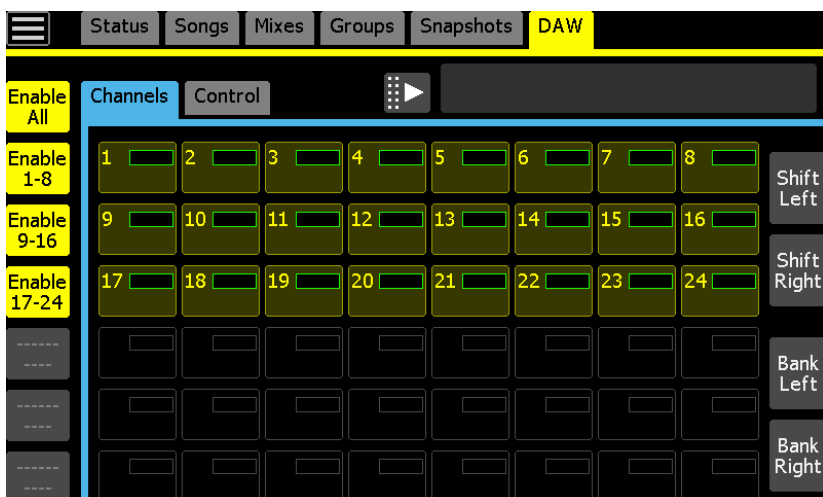 Status Songs Mixes Groups Snapshots DAW
Channels Control
Enable
All
Enable
1-8
Enable
9-16
Enable
17-24
------
----
------
----
------
----
1 2 3 4 5 6 7 8
9 10 11 12 13 14 15 16
17 18 19 20 21 22 23 24
Shift
Left
Shift
Right
Bank
Left
Bank
Right